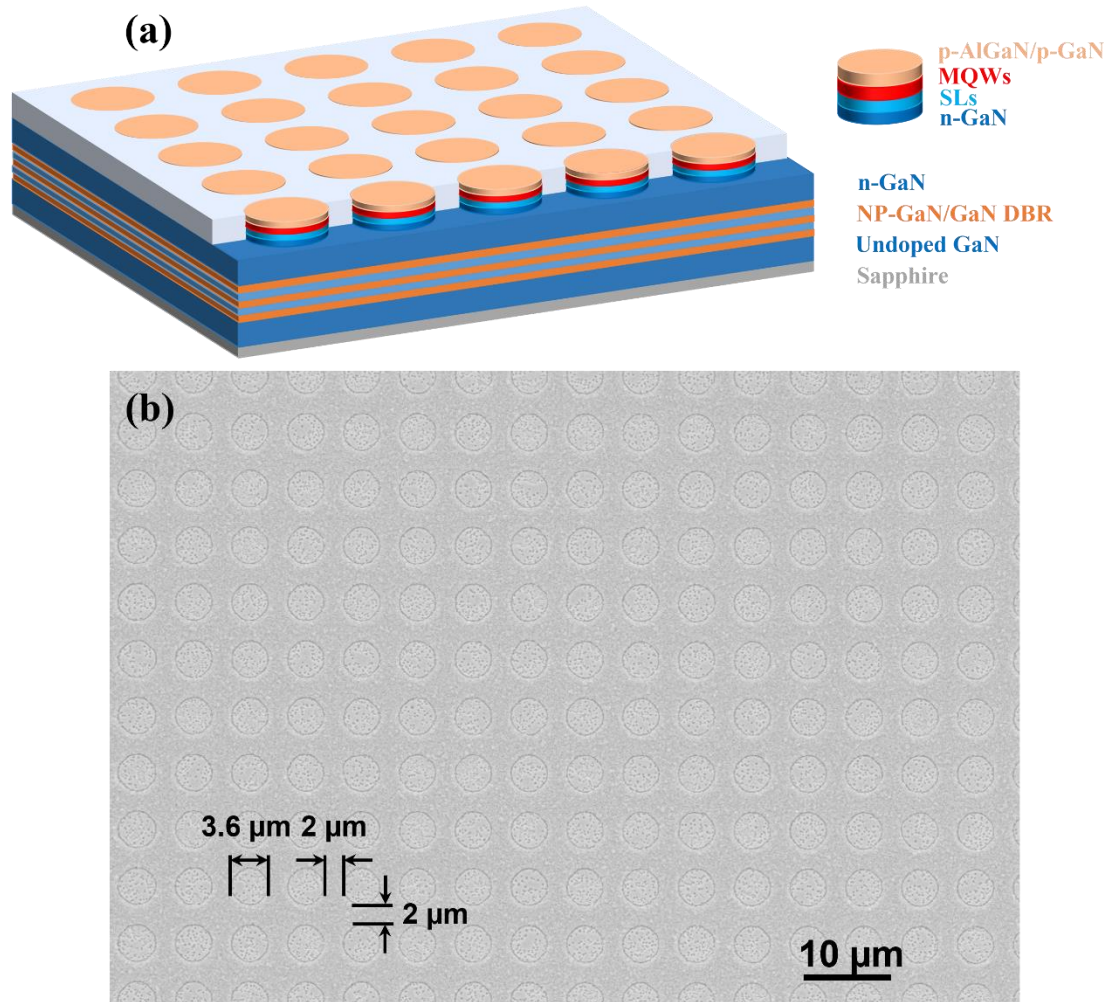 (a)
p-AlGaN/p-GaN
MQWs
SLs
n-GaN
n-GaN
NP-GaN/GaN DBR
Undoped GaN
Sapphire
(b)
3.6 μm
2 μm
2 μm
10 μm